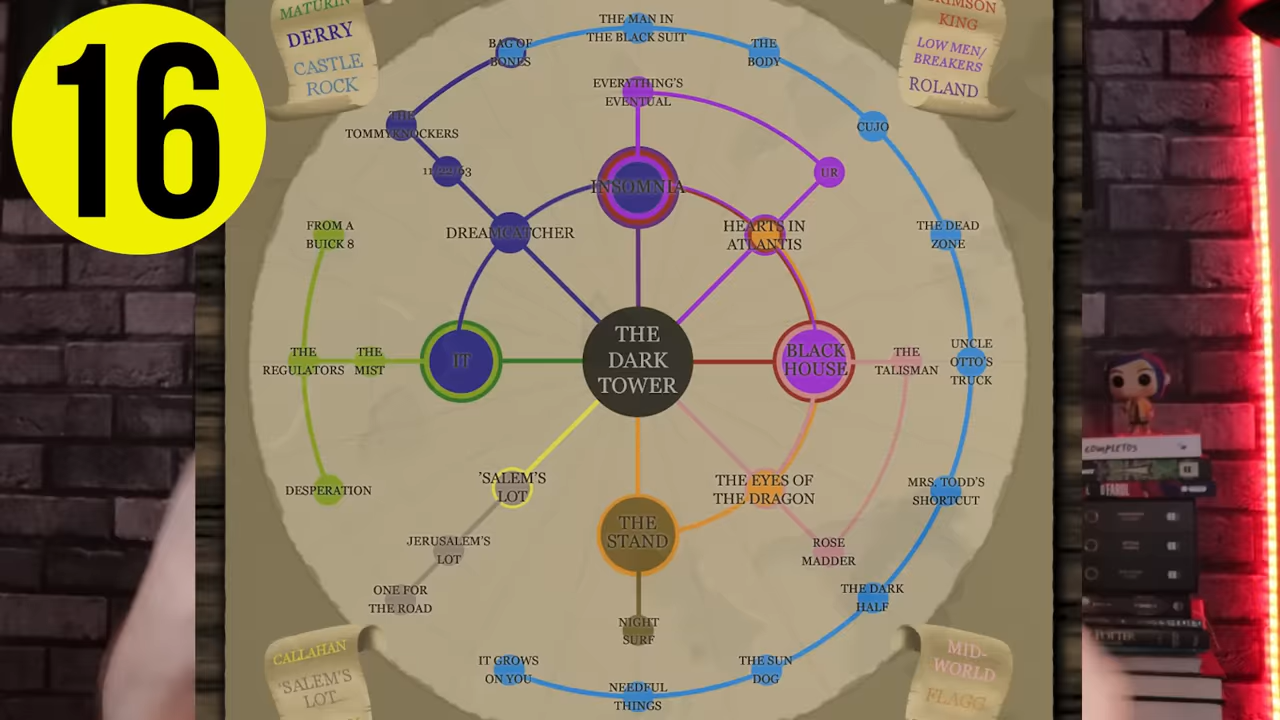 16
MATURIN
DERRY
CASTLE
ROCK
CRIMSON
KING
LOW MEN/
BREAKERS
ROLAND
THE MAN IN
THE BLACK SUIT
BAG OF
BONES
THE
BODY
EVERYTHING'S
EVENTUAL
THE
TOMMYKNOCKERS
CUJO
11/22/63
INSOMNIA
UR
FROM A
BUICK 8
DREAMCATCHER
HEARTS IN
ATLANTIS
THE DEAD
ZONE
THE
REGULATORS
THE
MIST
IT
THE
DARK
TOWER
BLACK
HOUSE
THE
TALISMAN
UNCLE
OTTO'S
TRUCK
DESPERATION
'SALEM'S
LOT
THE EYES OF
THE DRAGON
MRS. TODD'S
SHORTCUT
THE
STAND
JERUSALEM'S
LOT
ROSE
MADDER
ONE FOR
THE ROAD
THE DARK
HALF
NIGHT
SURF
IT GROWS
ON YOU
NEEDFUL
THINGS
THE SUN
DOG
CALLAHAN
'SALEM'S
LOT
MID-
WORLD
FLAGG